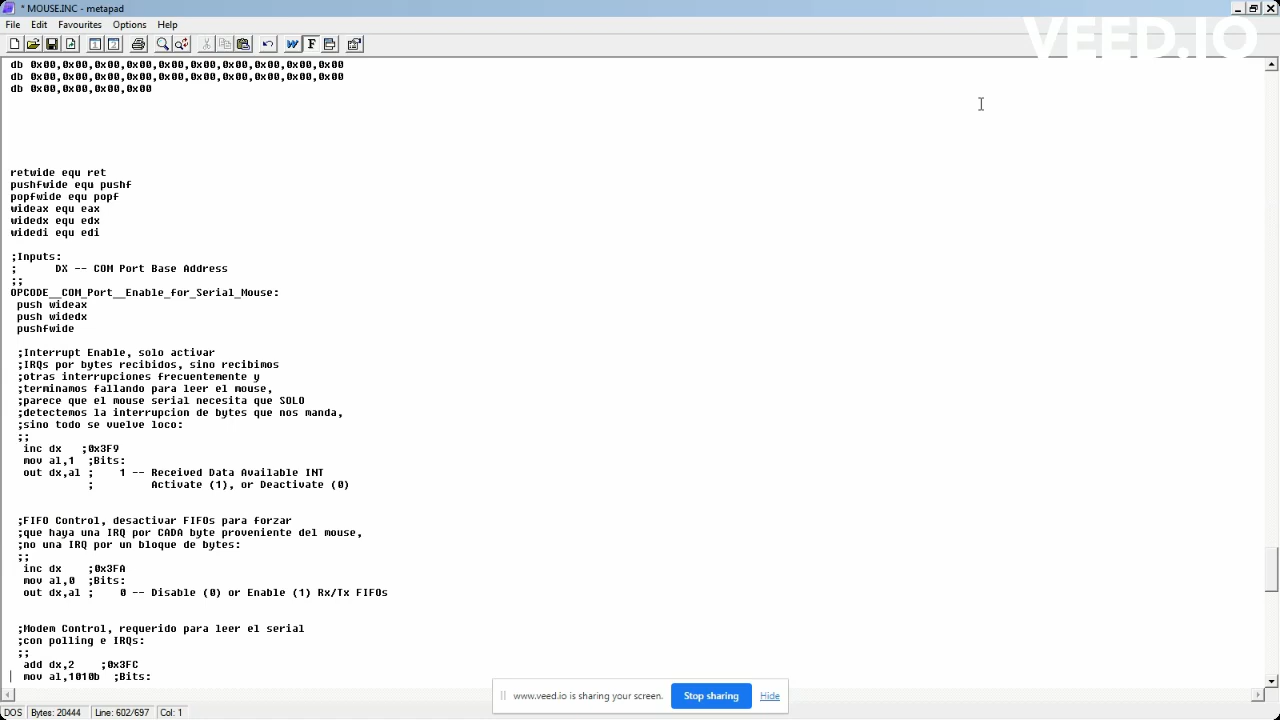 * MOUSE.INC - metapad
File Edit Favourites Options Help
VEED.IO
db 0x00,0x00,0x00,0x00,0x00,0x00,0x00,0x00,0x00,0x00
db 0x00,0x00,0x00,0x00,0x00,0x00,0x00,0x00,0x00,0x00
db 0x00,0x00,0x00,0x00
retwide equ ret
pushfwide equ pushf
popfwide equ popf
wideax equ eax
widedx equ edx
widedi equ edi
;Inputs:
; DX -- COM Port Base Address
;;
OPCODE__COM_Port__Enable_for_Serial_Mouse:
push wideax
push widedx
pushfwide
;Interrupt Enable, solo activar
;IRQs por bytes recibidos, sino recibimos
;otras interrupciones frecuentemente y
;terminamos fallando para leer el mouse,
;parece que el mouse serial necesita que SOLO
;detectemos la interrupcion de bytes que nos manda,
;sino todo se vuelve loco:
;;
inc dx ;0x3F9
mov al,1 ;Bits:
out dx,al ; 1 -- Received Data Available INT
; Activate (1), or Deactivate (0)
;FIFO Control, desactivar FIFOs para forzar
;que haya una IRQ por CADA byte proveniente del mouse,
;no una IRQ por un bloque de bytes:
;;
inc dx ;0x3FA
mov al,0 ;Bits:
out dx,al ; 0 -- Disable (0) or Enable (1) Rx/Tx FIFOs
;Modem Control, requerido para leer el serial
;con polling e IRQs:
;;
add dx,2 ;0x3FC
mov al,1010b ;Bits:
www.veed.io is sharing your screen. Stop sharing Hide
DOS Bytes: 20444 Line: 602/697 Col: 1